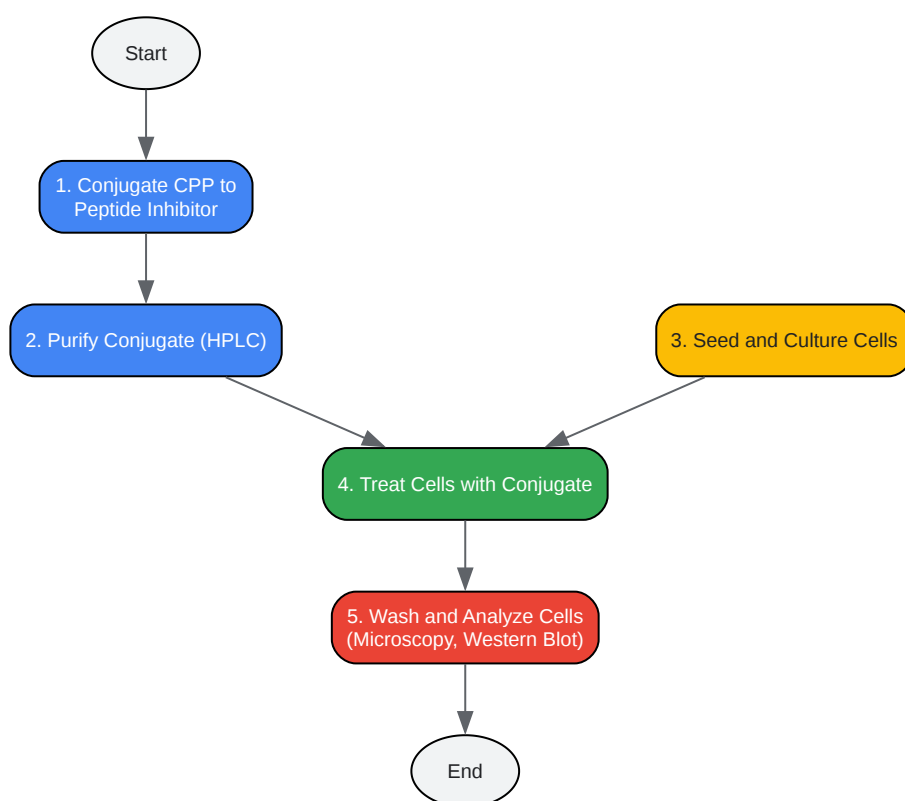 Start
1. Conjugate CPP to
Peptide Inhibitor
2. Purify Conjugate (HPLC)
3. Seed and Culture Cells
4. Treat Cells with Conjugate
5. Wash and Analyze Cells
(Microscopy, Western Blot)
End